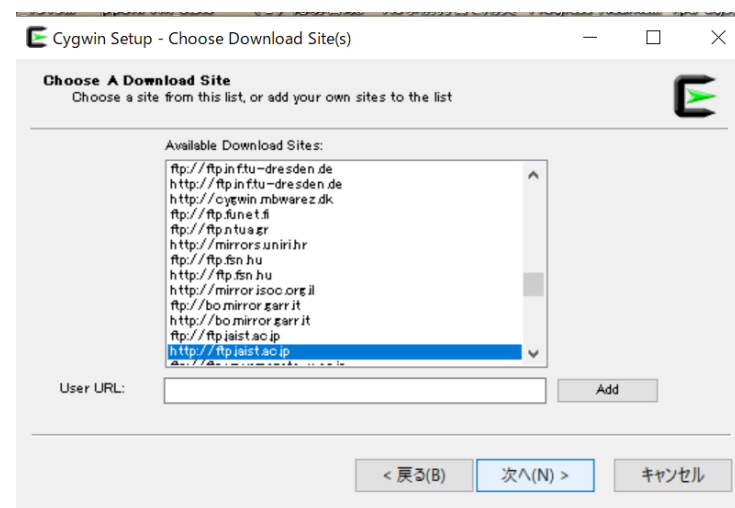 Cygwin Setup - Choose Download Site(s)
Choose A Download Site
Choose a site from this list, or add your own sites to the list
Available Download Sites:
ftp://ftp.inf.tu-dresden.de
http://ftp.inf.tu-dresden.de
http://cygwin.mbwarez.dk
ftp://ftp.funet.fi
ftp://ftp.ntua.gr
http://mirrors.uniri.hr
ftp://ftp.fsn.hu
http://ftp.fsn.hu
http://mirror.isoc.org.il
ftp://bo.mirror.garr.it
http://bo.mirror.garr.it
ftp://ftp.jaist.ac.jp
http://ftp.jaist.ac.jp
User URL:
Add
< 戻る(B) 次へ(N) > キャンセル